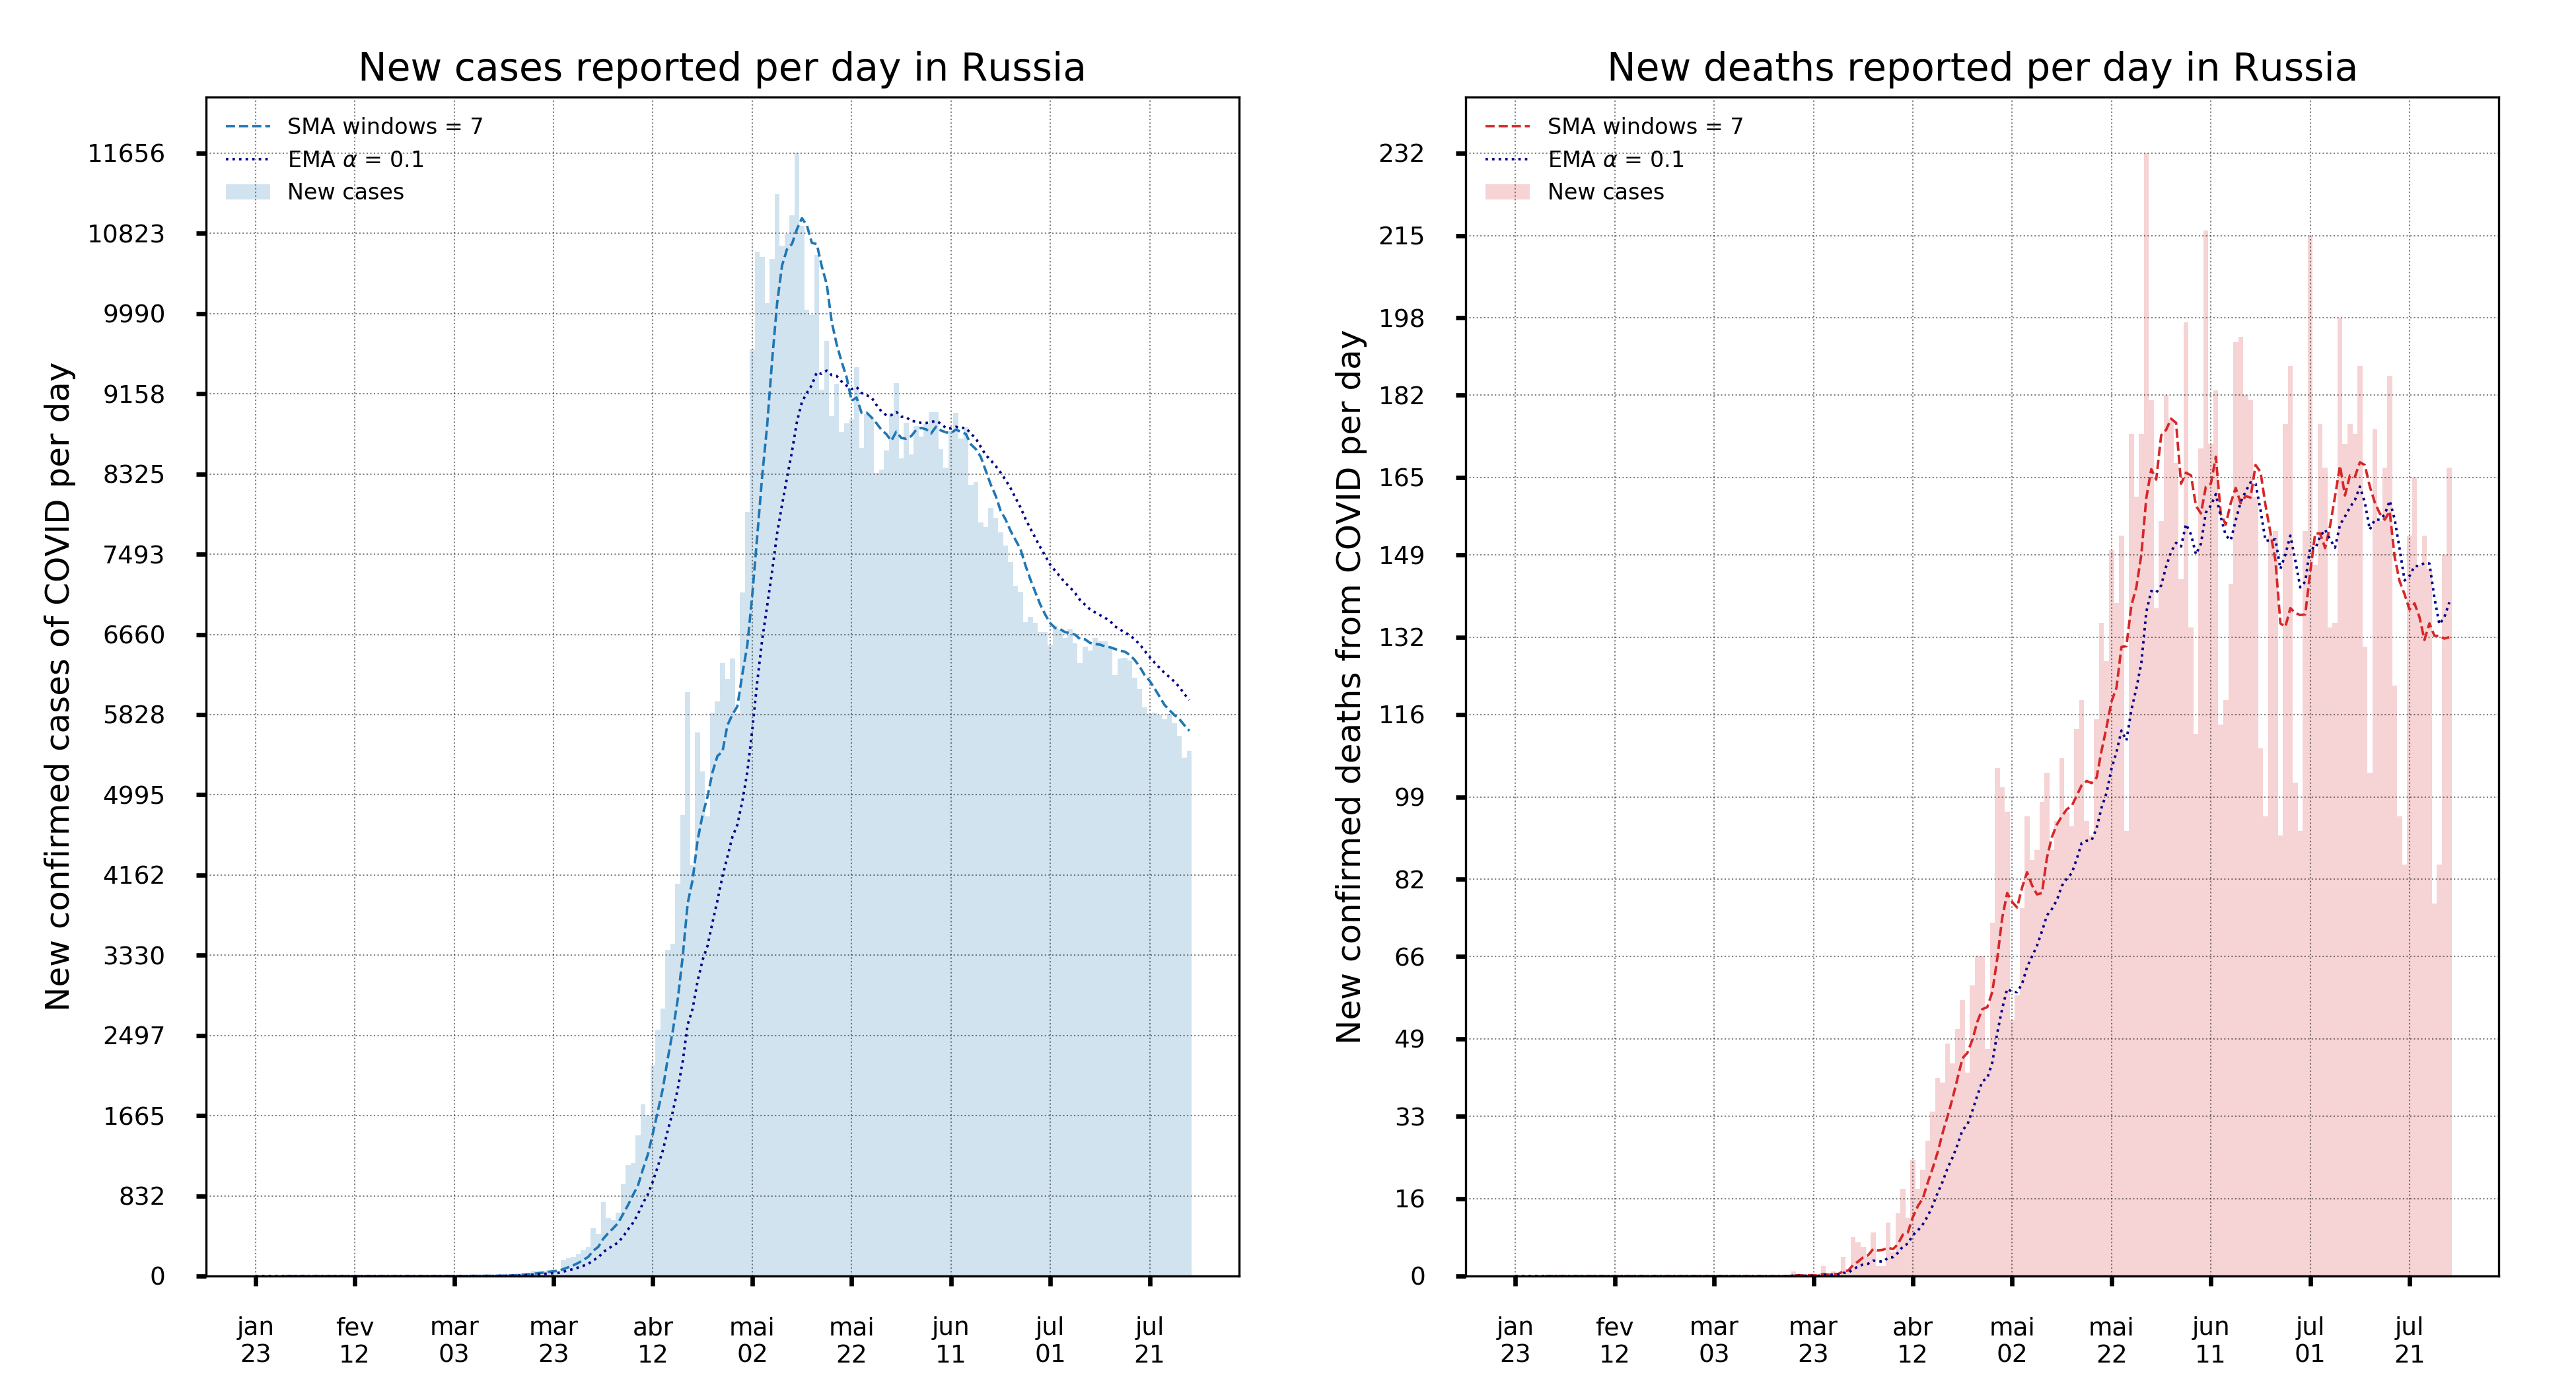 New cases reported per day in Russia
SMA windows = 7
EMA α = 0.1
New cases
11656
10823
9990
9158
8325
7493
6660
5828
4995
4162
3330
2497
1665
832
0
New confirmed cases of COVID per day
jan fev mar mar abr mai mai jun jul jul
23 12 03 23 12 02 22 11 01 21
New deaths reported per day in Russia
SMA windows = 7
EMA α = 0.1
New cases
232
215
198
182
165
149
132
116
99
82
66
49
33
16
0
New confirmed deaths from COVID per day
jan fev mar mar abr mai mai jun jul jul
23 12 03 23 12 02 22 11 01 21